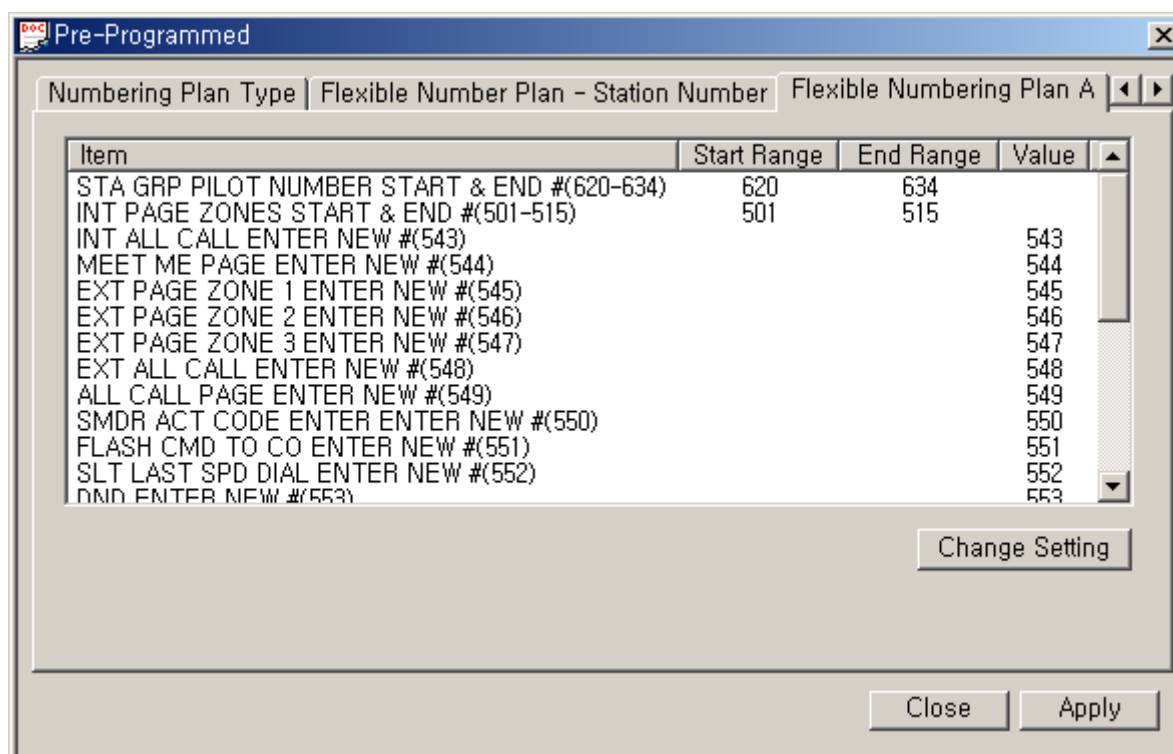 DOC Pre-Programmed
Numbering Plan Type Flexible Number Plan - Station Number Flexible Numbering Plan A
Item Start Range End Range Value
STA GRP PILOT NUMBER START & END #(620-634) 620 634
INT PAGE ZONES START & END #(501-515) 501 515
INT ALL CALL ENTER NEW #(543) 543
MEET ME PAGE ENTER NEW #(544) 544
EXT PAGE ZONE 1 ENTER NEW #(545) 545
EXT PAGE ZONE 2 ENTER NEW #(546) 546
EXT PAGE ZONE 3 ENTER NEW #(547) 547
EXT ALL CALL ENTER NEW #(548) 548
ALL CALL PAGE ENTER NEW #(549) 549
SMDR ACT CODE ENTER ENTER NEW #(550) 550
FLASH CMD TO CO ENTER NEW #(551) 551
SLT LAST SPD DIAL ENTER NEW #(552) 552
DND ENTER NEW #(553) 553
Change Setting
Close Apply